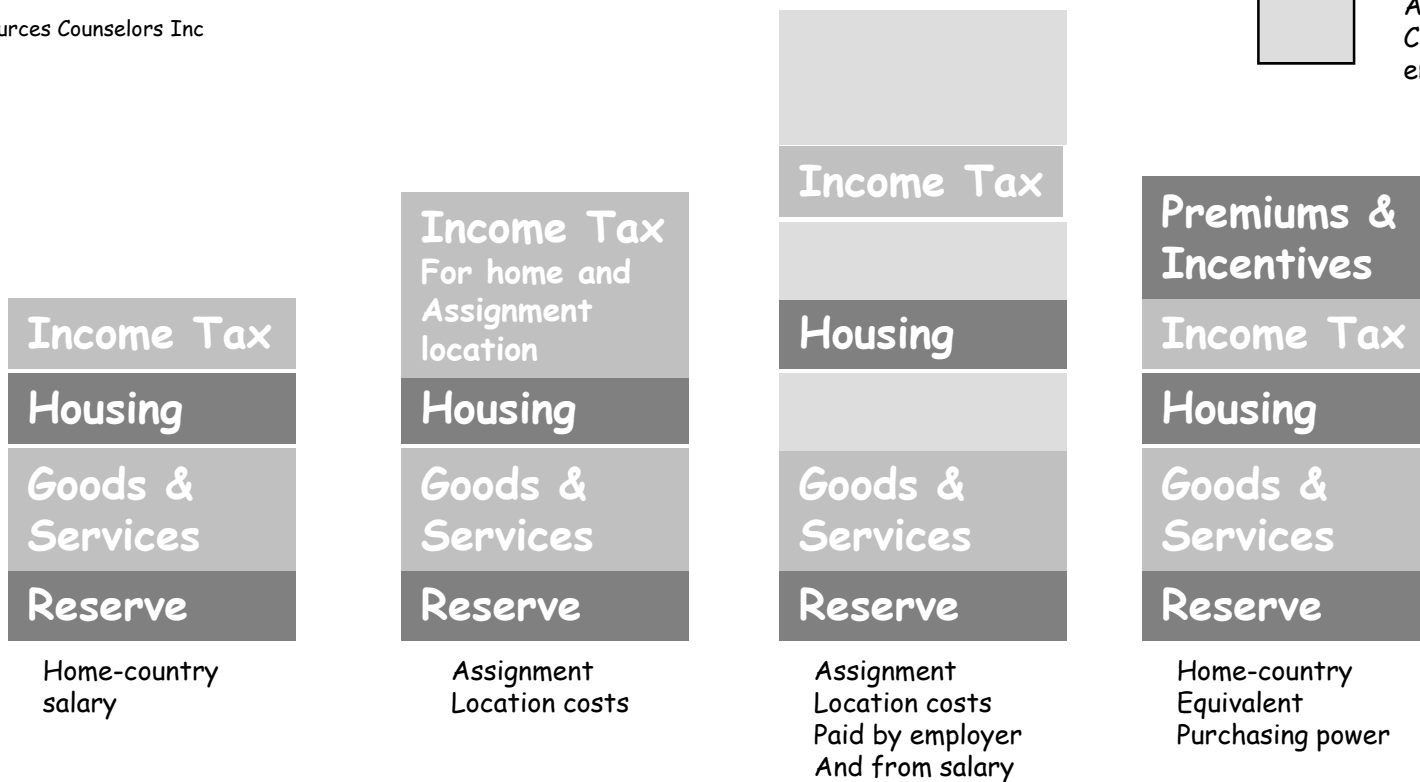 Counselors Inc
Income Tax
Housing
Goods &
Services
Reserve
Home-country
salary
Income Tax
For home and
Assignment
location
Housing
Goods &
Services
Reserve
Assignment
Location costs
Income Tax
Housing
Goods &
Services
Reserve
Assignment
Location costs
Paid by employer
And from salary
Premiums &
Incentives
Income Tax
Housing
Goods &
Services
Reserve
Home-country
Equivalent
Purchasing power